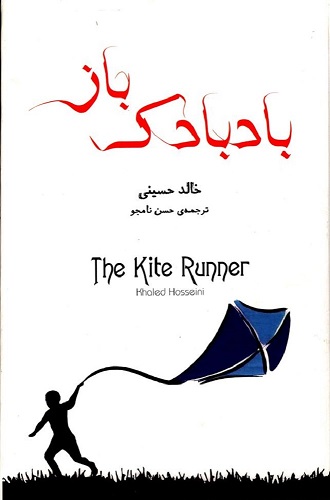 بادبادک باز
خالد حسینی
ترجمه‌ی حسن نامجو
The Kite Runner
Khaled Hosseini